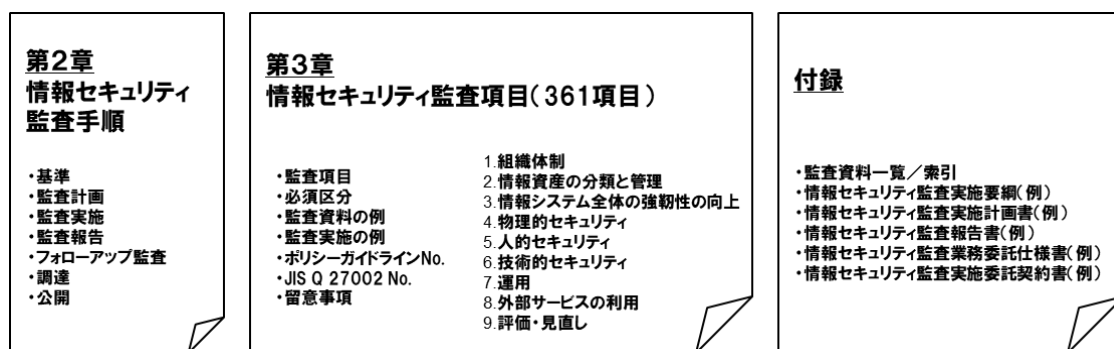 第2章
情報セキュリティ
監査手順
・基準
・監査計画
・監査実施
・監査報告
・フォローアップ監査
・調達
・公開
第3章
情報セキュリティ監査項目(361項目)
・監査項目
・必須区分
・監査資料の例
・監査実施の例
・ポリシーガイドラインNo.
・JIS Q 27002 No.
・留意事項
1.組織体制
2.情報資産の分類と管理
3.情報システム全体の強靭性の向上
4.物理的セキュリティ
5.人的セキュリティ
6.技術的セキュリティ
7.運用
8.外部サービスの利用
9.評価・見直し
付録
・監査資料一覧/索引
・情報セキュリティ監査実施要綱(例)
・情報セキュリティ監査実施計画書(例)
・情報セキュリティ監査報告書(例)
・情報セキュリティ監査業務委託仕様書(例)
・情報セキュリティ監査実施委託契約書(例)